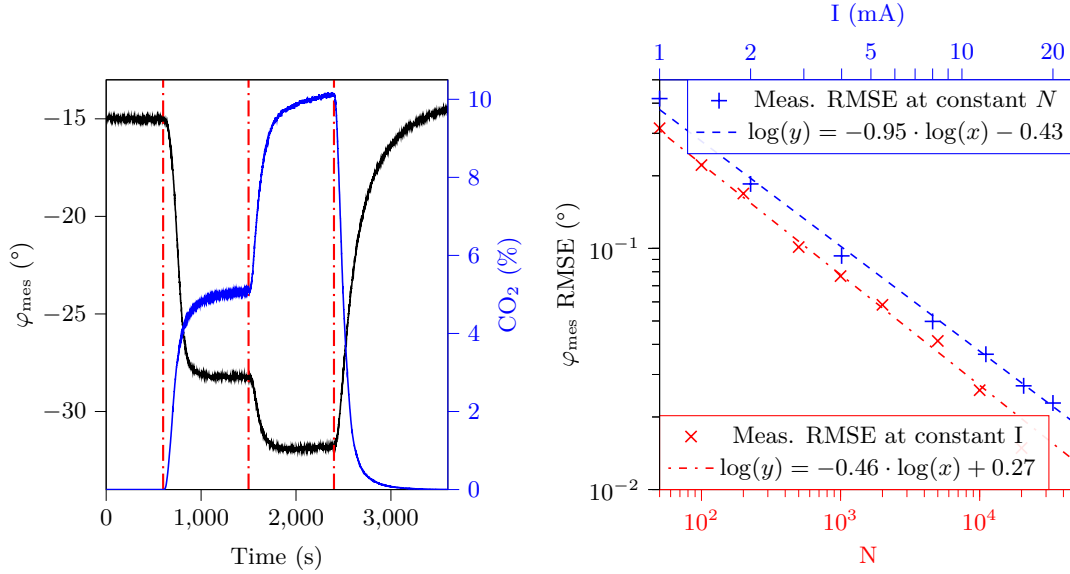 −15
−20
−25
−30
φmes (°)
0
1,000
2,000
3,000
Time (s)
0
2
4
6
8
10
CO₂ (%)
I (mA)
1
2
5
10
20
Meas. RMSE at constant N
log(y) = −0.95 · log(x) − 0.43
10⁻¹
10⁻²
φmes RMSE (°)
Meas. RMSE at constant I
log(y) = −0.46 · log(x) + 0.27
10²
10³
10⁴
N